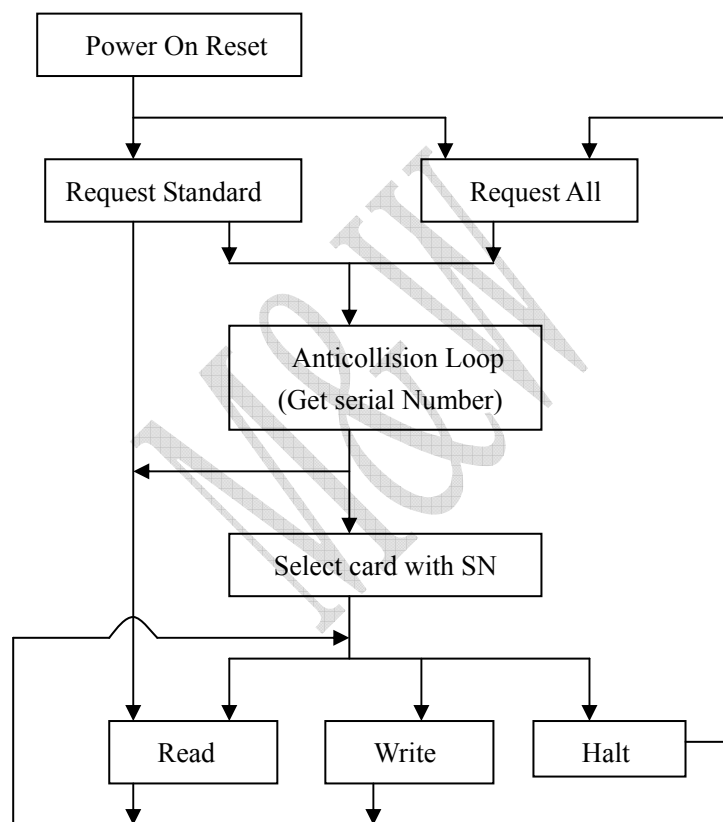 Power On Reset
Request Standard
Request All
Anticollision Loop
(Get serial Number)
Select card with SN
Read
Write
Halt
M&W